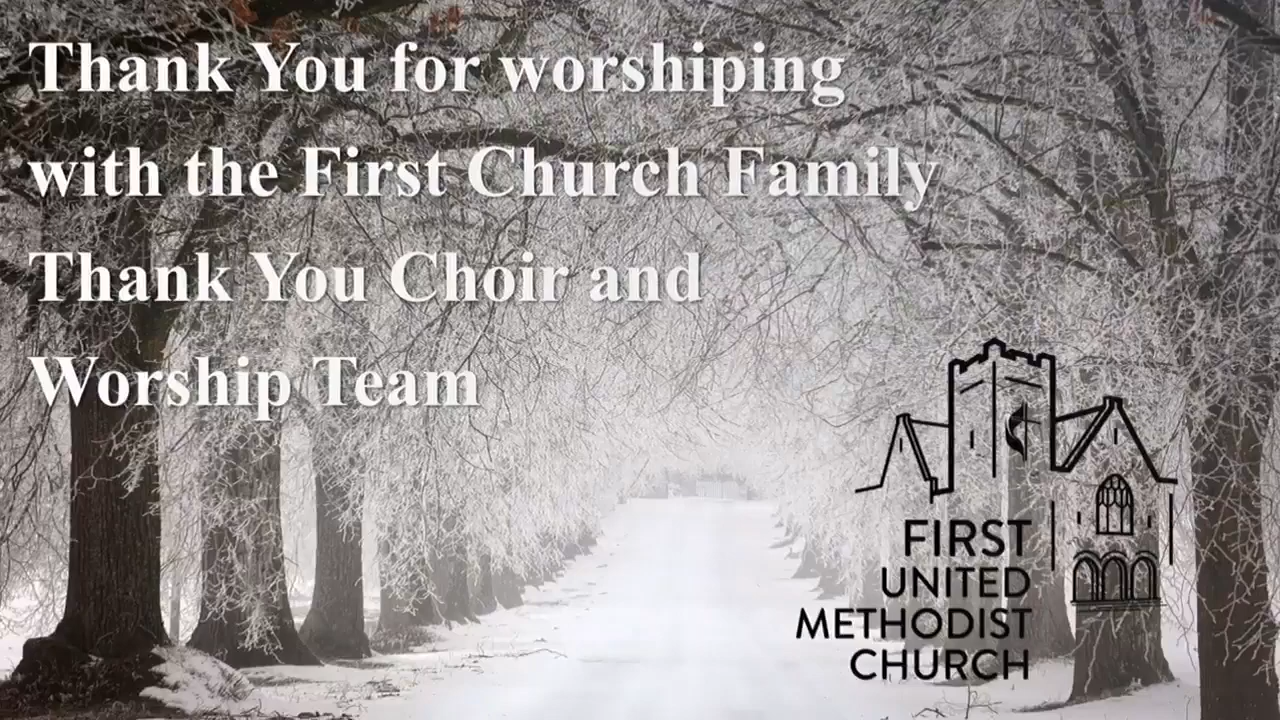 Thank You for worshiping
with the First Church Family
Thank You Choir and
Worship Team
FIRST
UNITED
METHODIST
CHURCH